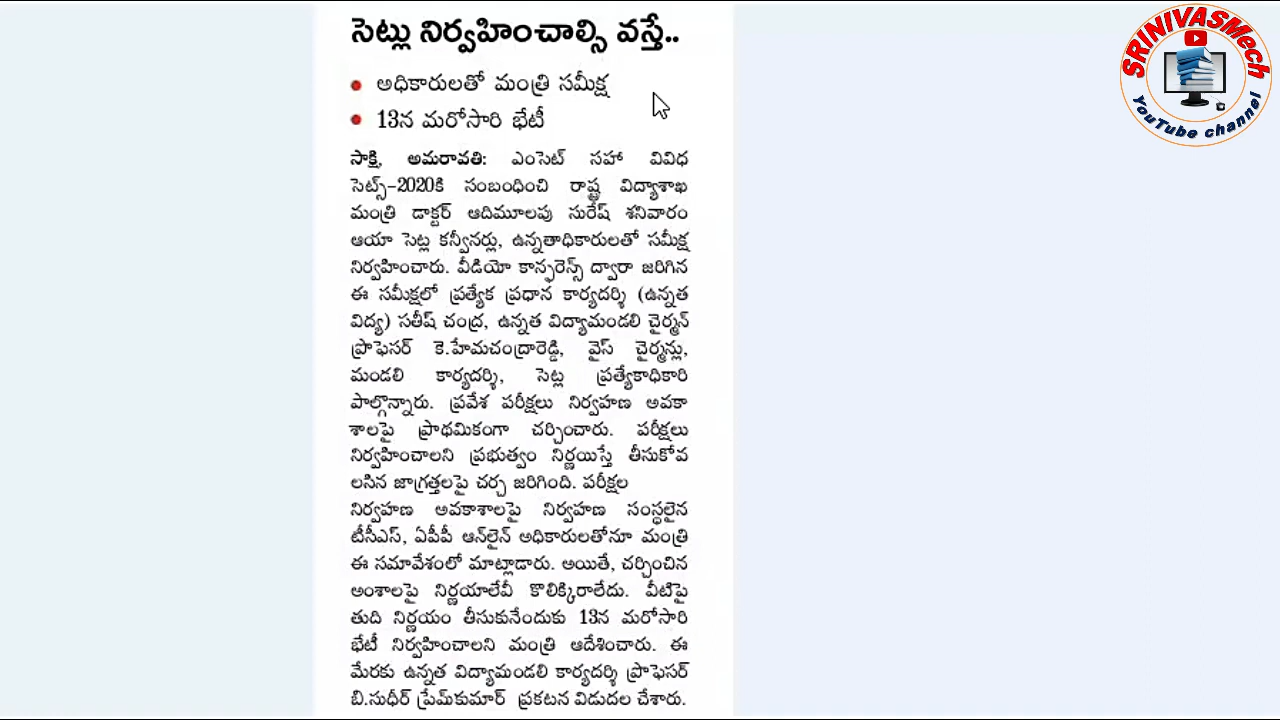 సెట్లు నిర్వహించాల్సి వస్తే..
• అధికారులతో మంత్రి సమీక్ష
• 13న మరోసారి భేటీ
సాక్షి, అమరావతి: ఎంసెట్ సహా వివిధ
సెట్స్–2020కి సంబంధించి రాష్ట్ర విద్యాశాఖ
మంత్రి డాక్టర్ ఆదిమూలపు సురేష్ శనివారం
ఆయా సెట్ల కన్వీనర్లు, ఉన్నతాధికారులతో సమీక్ష
నిర్వహించారు. వీడియో కాన్ఫరెన్స్ ద్వారా జరిగిన
ఈ సమీక్షలో ప్రత్యేక ప్రధాన కార్యదర్శి (ఉన్నత
విద్య) సతీష్ చంద్ర, ఉన్నత విద్యామండలి చైర్మన్
ప్రొఫెసర్ కె.హేమచంద్రారెడ్డి, వైస్ చైర్మన్లు,
మండలి కార్యదర్శి, సెట్ల ప్రత్యేకాధికారి
పాల్గొన్నారు. ప్రవేశ పరీక్షలు నిర్వహణ అవకా
శాలపై ప్రాథమికంగా చర్చించారు. పరీక్షలు
నిర్వహించాలని ప్రభుత్వం నిర్ణయిస్తే తీసుకోవ
లసిన జాగ్రత్తలపై చర్చ జరిగింది. పరీక్షల
నిర్వహణ అవకాశాలపై నిర్వహణ సంస్థలైన
టీసీఎస్, ఏపీపీ ఆన్‌లైన్ అధికారులతోనూ మంత్రి
ఈ సమావేశంలో మాట్లాడారు. అయితే, చర్చించిన
అంశాలపై నిర్ణయాలేవీ కొలిక్కిరాలేదు. వీటిపై
తుది నిర్ణయం తీసుకునేందుకు 13న మరోసారి
భేటీ నిర్వహించాలని మంత్రి ఆదేశించారు. ఈ
మేరకు ఉన్నత విద్యామండలి కార్యదర్శి ప్రొఫెసర్
బి.సుధీర్ ప్రేమ్‌కుమార్ ప్రకటన విడుదల చేశారు.
SRINIVASMech
YouTube channel